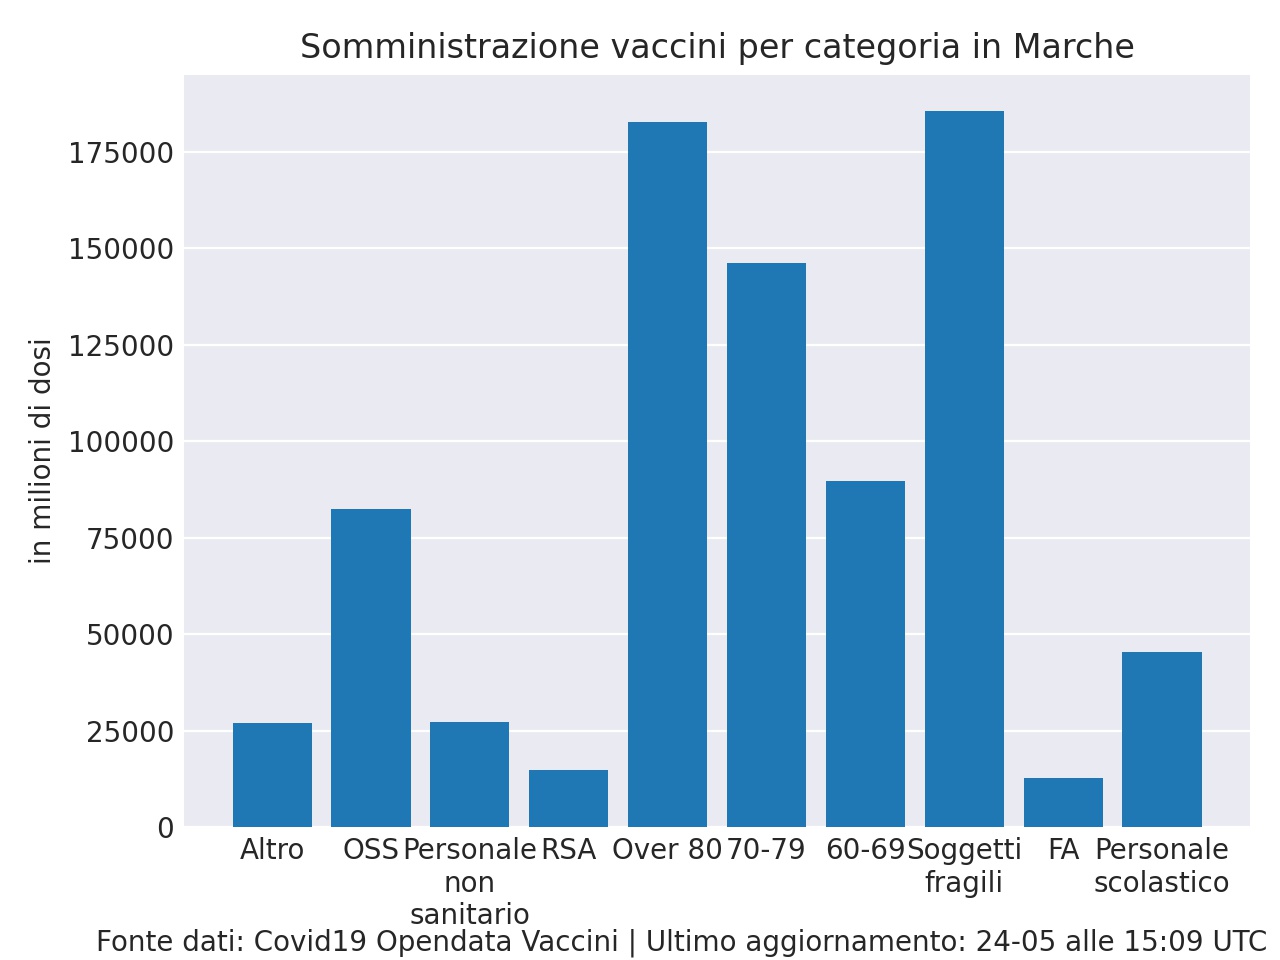 Somministrazione vaccini per categoria in Marche
in milioni di dosi
175000
150000
125000
100000
75000
50000
25000
0
Altro OSS Personale RSA Over 80 70-79 60-69 Soggetti FA Personale
non fragili scolastico
sanitario
Fonte dati: Covid19 Opendata Vaccini | Ultimo aggiornamento: 24-05 alle 15:09 UTC